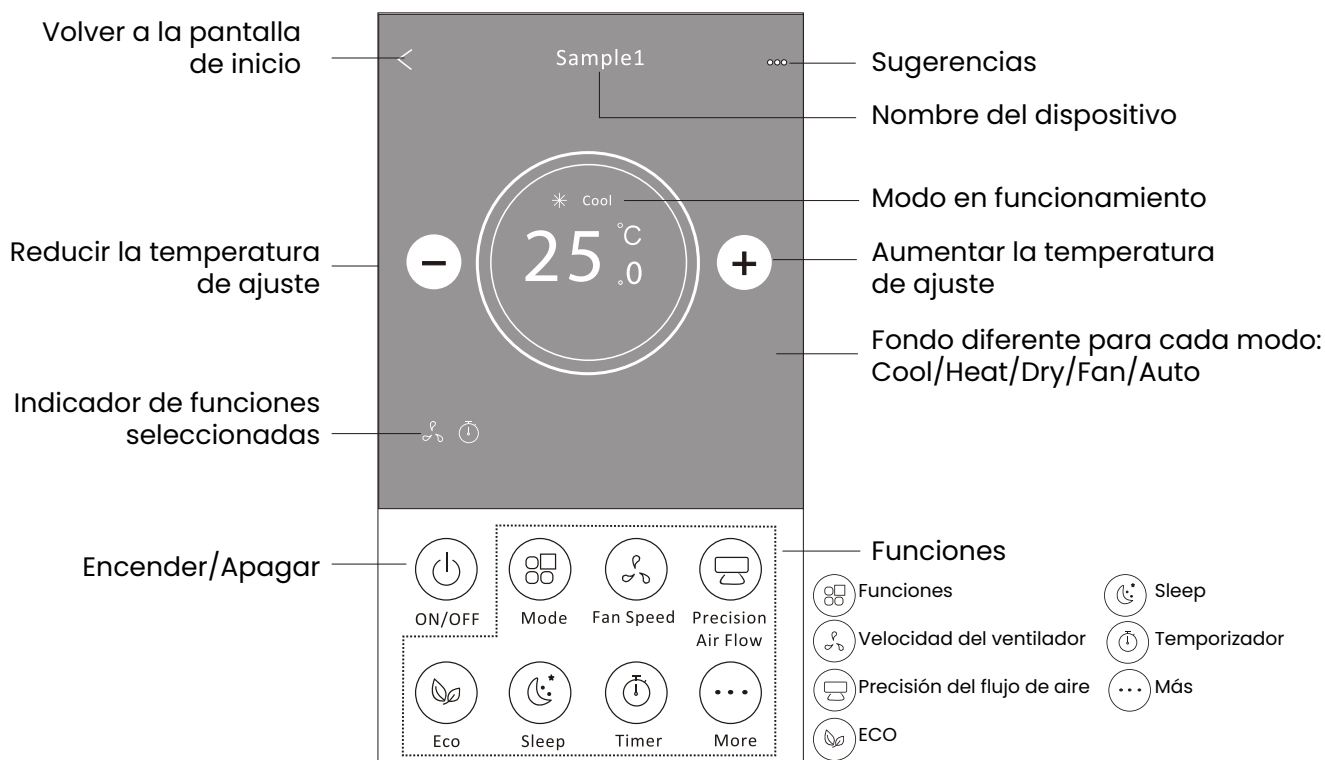 Volver a la pantalla
de inicio
Sample1
Sugerencias
Nombre del dispositivo
Cool
Modo en funcionamiento
25 °C
.0
Reducir la temperatura
de ajuste
Aumentar la temperatura
de ajuste
Fondo diferente para cada modo:
Cool/Heat/Dry/Fan/Auto
Indicador de funciones
seleccionadas
Encender/Apagar
ON/OFF
Mode
Fan Speed
Precision
Air Flow
Eco
Sleep
Timer
More
Funciones
Funciones
Sleep
Velocidad del ventilador
Temporizador
Precisión del flujo de aire
Más
ECO